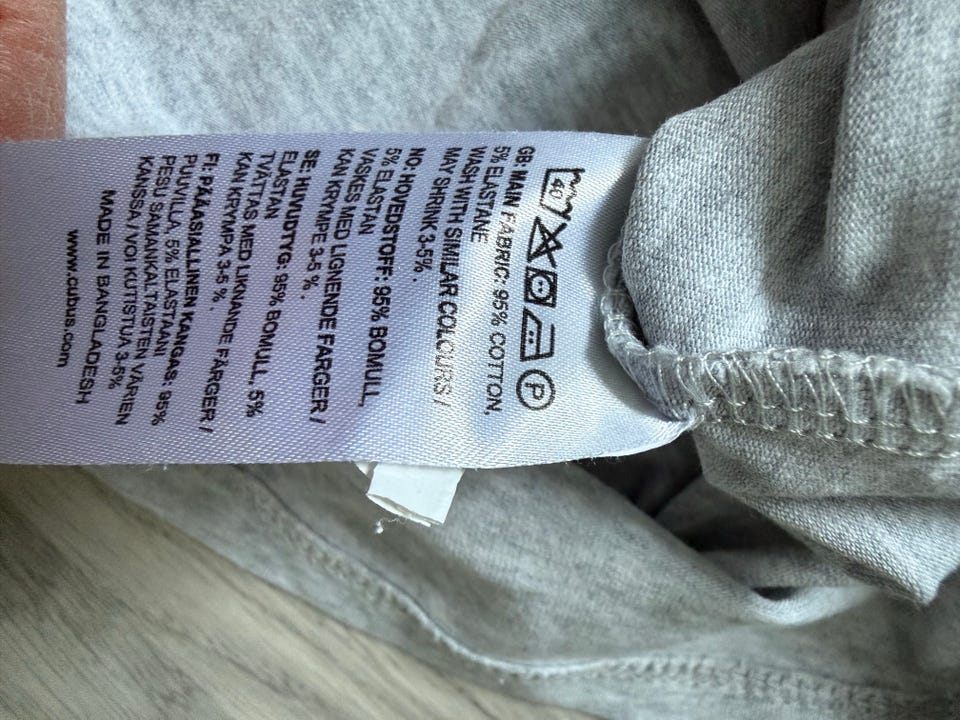 40 P
GB: MAIN FABRIC: 95% COTTON,
5% ELASTANE
WASH WITH SIMILAR COLOURS /
MAY SHRINK 3-5% .
NO: HOVEDSTOFF: 95% BOMULL,
5% ELASTAN
VASKES MED LIGNENDE FARGER /
KAN KRYMPE 3-5 % .
SE: HUVUDTYG: 95% BOMULL, 5%
ELASTAN
TVÄTTAS MED LIKNANDE FÄRGER /
KAN KRYMPA 3-5 % .
FI: PÄÄASIALLINEN KANGAS: 95%
PUUVILLA, 5% ELASTAANI
PESU SAMANKALTAISTEN VÄRIEN
KANSSA / VOI KUTISTUA 3-5%
MADE IN BANGLADESH
www.cubus.com